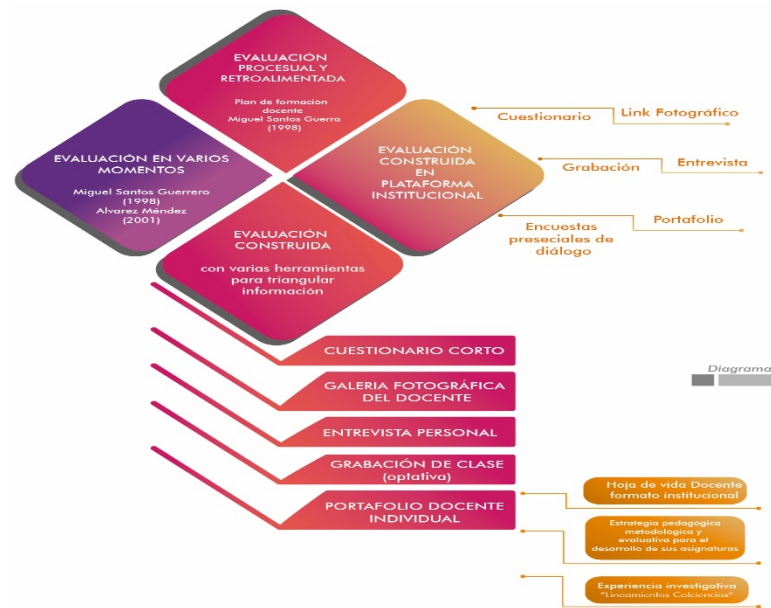 EVALUACIÓN
PROCESUAL Y
RETROALIMENTADA
Plan de formación
docente
Miguel Santos Guerra
(1998)
EVALUACIÓN EN VARIOS
MOMENTOS
Miguel Santos Guerrero
(1998)
Alvarez Méndez
(2001)
EVALUACIÓN
CONSTRUIDA
EN
PLATAFORMA
INSTITUCIONAL
EVALUACIÓN
CONSTRUIDA
con varias herramientas
para triangular
información
Cuestionario
Link Fotográfico
Grabación
Entrevista
Encuestas
preseciales de
diálogo
Portafolio
CUESTIONARIO CORTO
GALERIA FOTOGRÁFICA
DEL DOCENTE
ENTREVISTA PERSONAL
GRABACIÓN DE CLASE
(optativa)
PORTAFOLIO DOCENTE
INDIVIDUAL
Diagrama
Hoja de vida Docente
formato institucional
Estrategia pedagógica
metodológica y
evaluativa para el
desarrollo de sus asignaturas
Experiencia investigativa
"Lineamientos Colciencias"